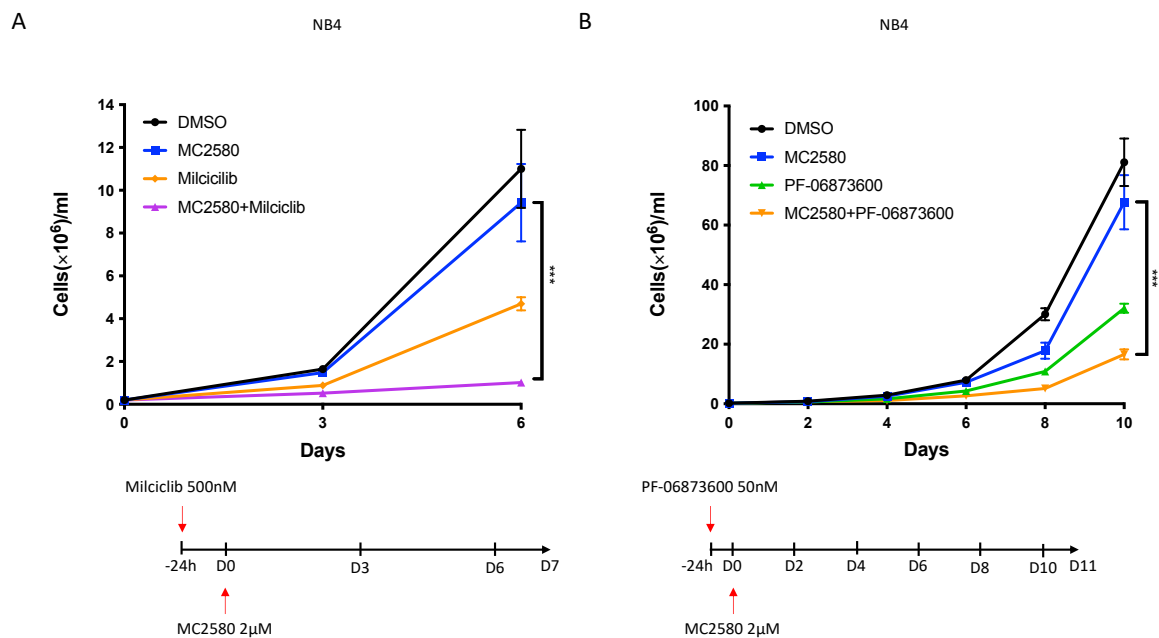 A
NB4
Cells(×10⁶)/ml
14
12
10
8
6
4
2
0
DMSO
MC2580
Milcicilib
MC2580+Milciclib
***
0
3
6
Days
Milciclib 500nM
-24h
D0
D3
D6
D7
MC2580 2μM
B
NB4
Cells(×10⁶)/ml
100
80
60
40
20
0
DMSO
MC2580
PF-06873600
MC2580+PF-06873600
***
0
2
4
6
8
10
Days
PF-06873600 50nM
-24h
D0
D2
D4
D6
D8
D10
D11
MC2580 2μM